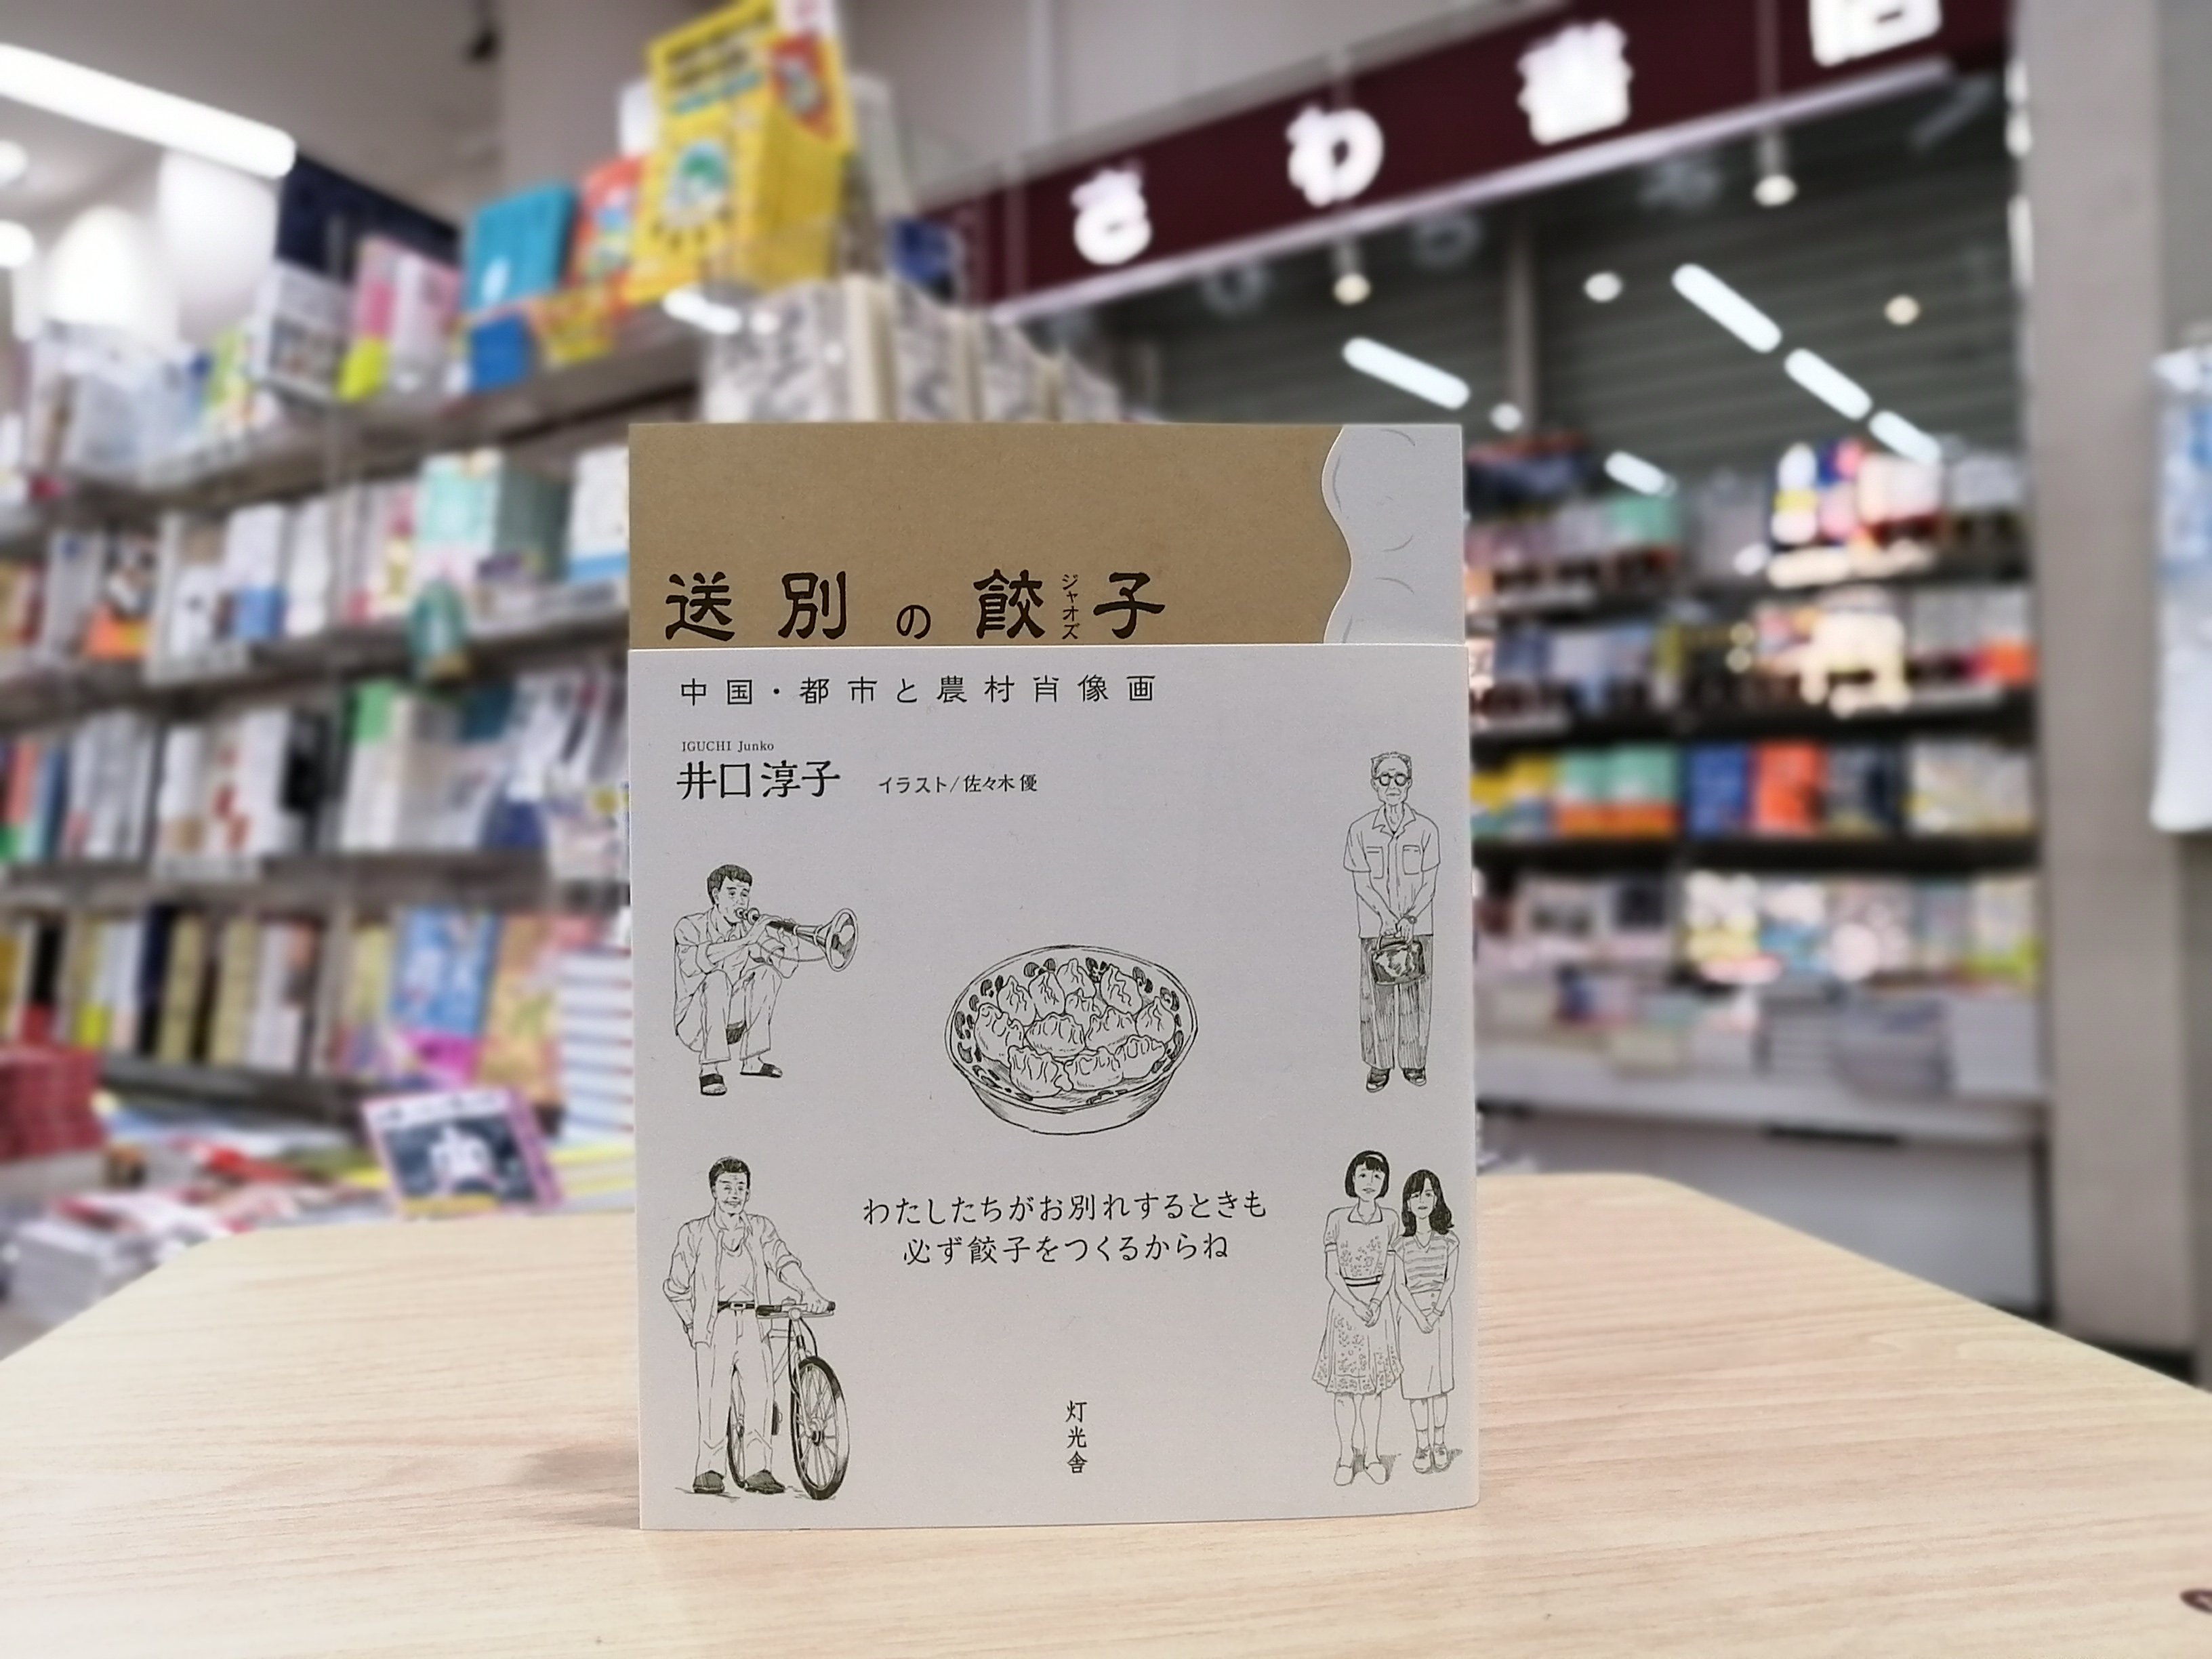 さわ書店
送別の餃子
ジャオズ
中国・都市と農村肖像画
IGUCHI Junko
井口淳子 イラスト/佐々木優
わたしたちがお別れするときも
必ず餃子をつくるからね
灯光舎